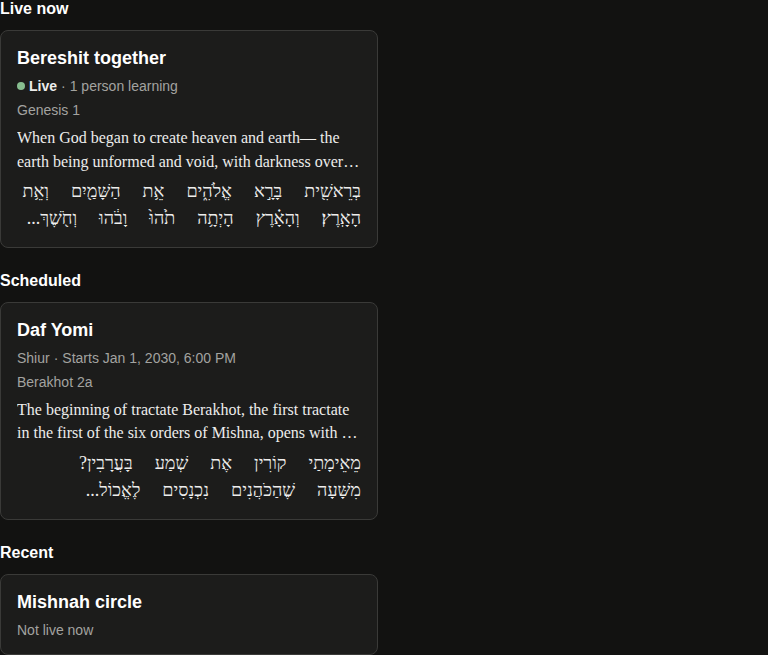 Live now
Bereshit together
Live · 1 person learning
Genesis 1
When God began to create heaven and earth— the
earth being unformed and void, with darkness over…
בְּרֵאשִׁ֖ית בָּרָ֣א אֱלֹהִ֑ים אֵ֥ת הַשָּׁמַ֖יִם וְאֵ֥ת
הָאָֽרֶץ׃ וְהָאָ֗רֶץ הָיְתָ֥ה תֹ֙הוּ֙ וָבֹ֔הוּ וְחֹ֖שֶׁךְ...
Scheduled
Daf Yomi
Shiur · Starts Jan 1, 2030, 6:00 PM
Berakhot 2a
The beginning of tractate Berakhot, the first tractate
in the first of the six orders of Mishna, opens with …
מֵאֵימָתַי קוֹרִין אֶת שְׁמַע בָּעֲרָבִין?
מִשָּׁעָה שֶׁהַכֹּהֲנִים נִכְנָסִים לֶאֱכוֹל...
Recent
Mishnah circle
Not live now